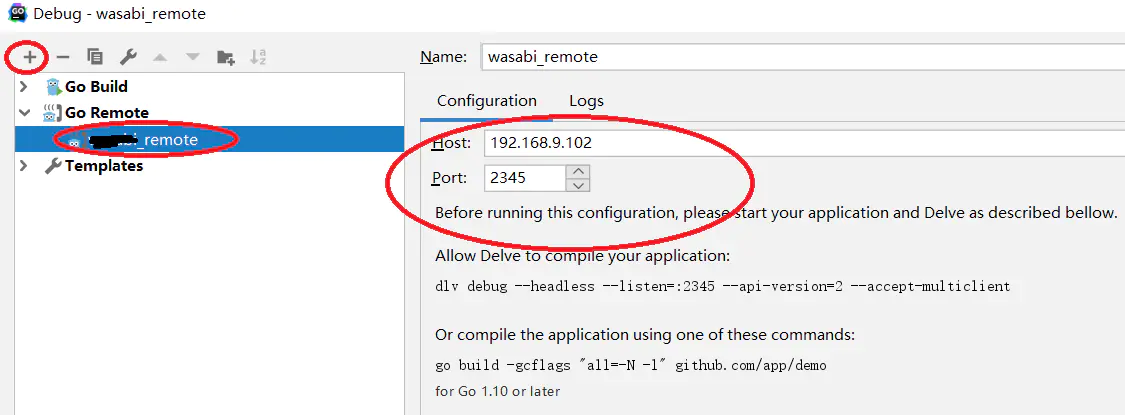 Debug - wasabi_remote
Name: wasabi_remote
Go Build
Configuration Logs
Go Remote
_remote
Host: 192.168.9.102
Templates
Port: 2345
Before running this configuration, please start your application and Delve as described bellow.
Allow Delve to compile your application:
dlv debug --headless --listen=:2345 --api-version=2 --accept-multiclient
Or compile the application using one of these commands:
go build -gcflags "all=-N -l" github.com/app/demo
for Go 1.10 or later